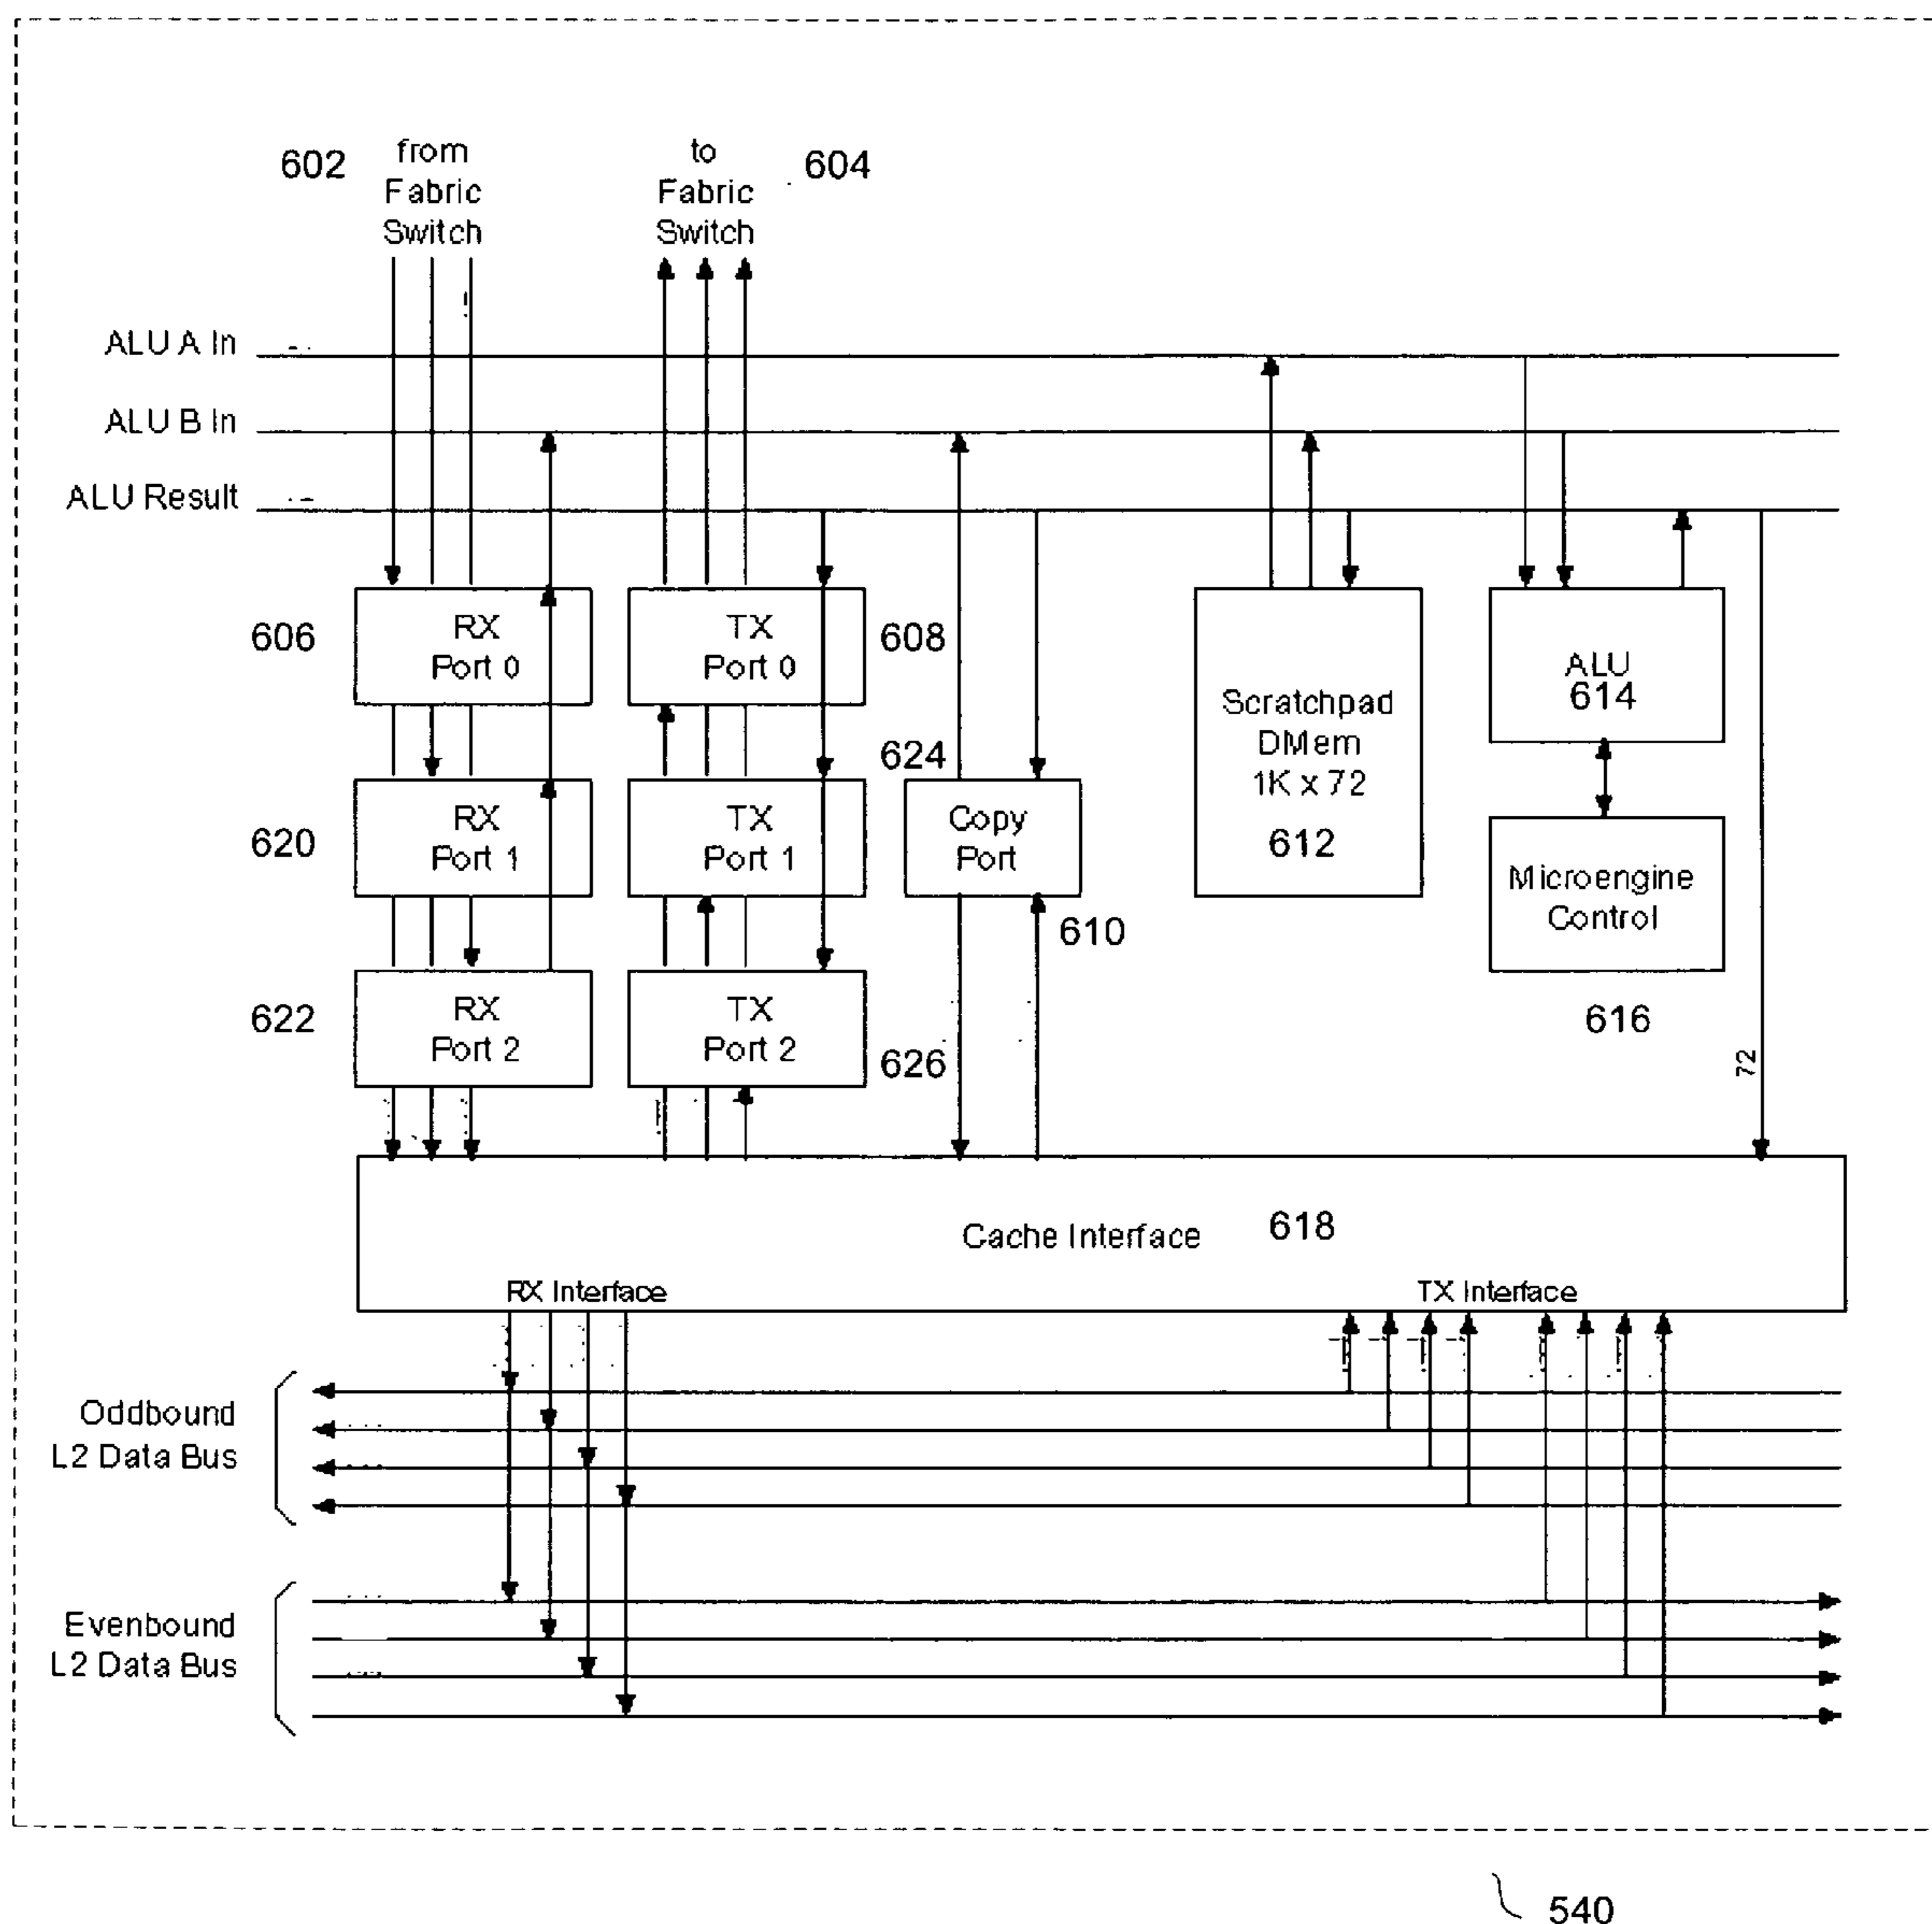 602
from
Fabric
Switch
to
Fabric
Switch
604
ALU A In
ALU B In
ALU Result
606
RX
Port 0
TX
Port 0
608
Scratchpad
DMem
1K x 72
612
ALU
614
624
620
RX
Port 1
TX
Port 1
Copy
Port
610
Microengine
Control
616
622
RX
Port 2
TX
Port 2
626
72
Cache Interface
618
RX Interface
TX Interface
Oddbound
L2 Data Bus
Evenbound
L2 Data Bus
540